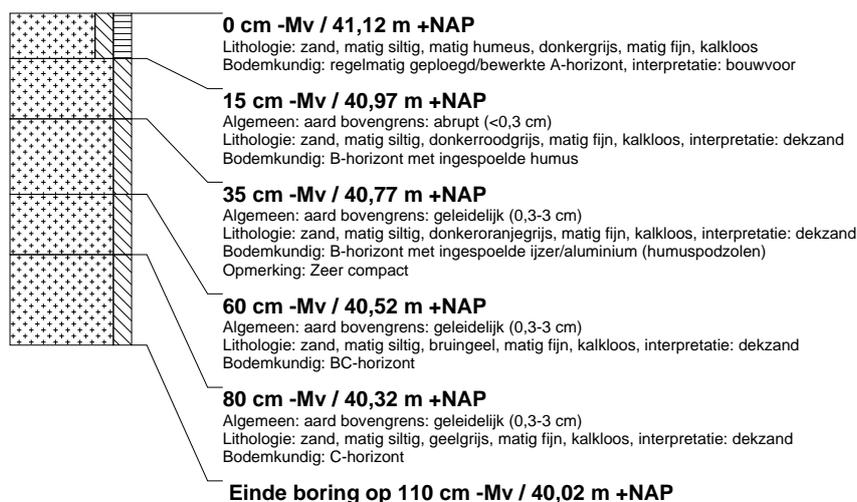 0 cm -Mv / 41,12 m +NAP
Lithologie: zand, matig siltig, matig humeus, donkergrijs, matig fijn, kalkloos
Bodemkundig: regelmatig geploegd/bewerkte A-horizont, interpretatie: bouwvoor
15 cm -Mv / 40,97 m +NAP
Algemeen: aard bovengrens: abrupt (<0,3 cm)
Lithologie: zand, matig siltig, donkerroodgrijs, matig fijn, kalkloos, interpretatie: dekzand
Bodemkundig: B-horizont met ingespoelde humus
35 cm -Mv / 40,77 m +NAP
Algemeen: aard bovengrens: geleidelijk (0,3-3 cm)
Lithologie: zand, matig siltig, donkeroranjegrijs, matig fijn, kalkloos, interpretatie: dekzand
Bodemkundig: B-horizont met ingespoelde ijzer/aluminium (humuspodzolen)
Opmerking: Zeer compact
60 cm -Mv / 40,52 m +NAP
Algemeen: aard bovengrens: geleidelijk (0,3-3 cm)
Lithologie: zand, matig siltig, bruingeel, matig fijn, kalkloos, interpretatie: dekzand
Bodemkundig: BC-horizont
80 cm -Mv / 40,32 m +NAP
Algemeen: aard bovengrens: geleidelijk (0,3-3 cm)
Lithologie: zand, matig siltig, geelgrijs, matig fijn, kalkloos, interpretatie: dekzand
Bodemkundig: C-horizont
Einde boring op 110 cm -Mv / 40,02 m +NAP